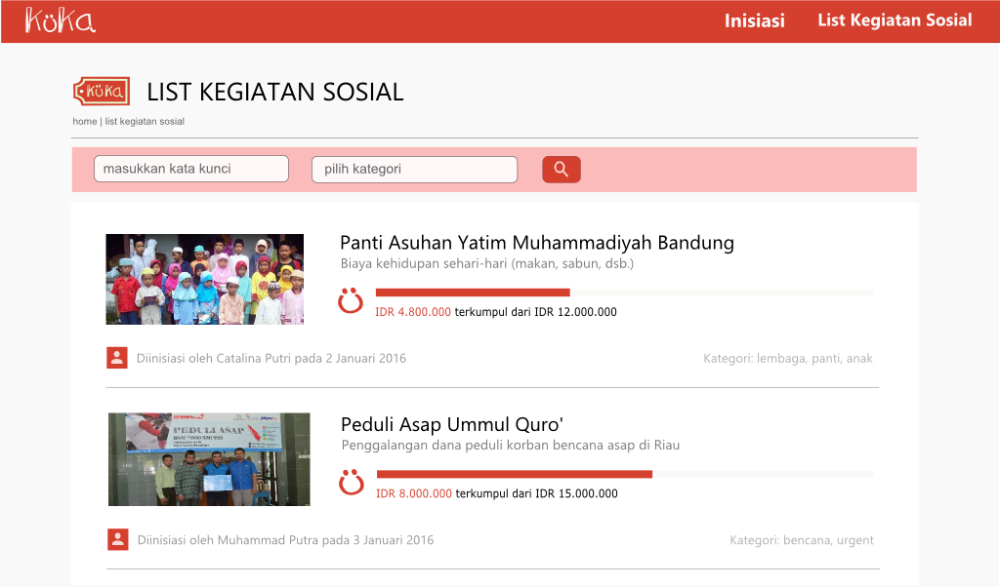 küka
Inisiasi
List Kegiatan Sosial
küka
LIST KEGIATAN SOSIAL
home | list kegiatan sosial
masukkan kata kunci
pilih kategori
Panti Asuhan Yatim Muhammadiyah Bandung
Biaya kehidupan sehari-hari (makan, sabun, dsb.)
IDR 4.800.000 terkumpul dari IDR 12.000.000
Diinisiasi oleh Catalina Putri pada 2 Januari 2016
Kategori: lembaga, panti, anak
PEDULI ASAP
Peduli Asap Ummul Quro'
Penggalangan dana peduli korban bencana asap di Riau
IDR 8.000.000 terkumpul dari IDR 15.000.000
Diinisiasi oleh Muhammad Putra pada 3 Januari 2016
Kategori: bencana, urgent